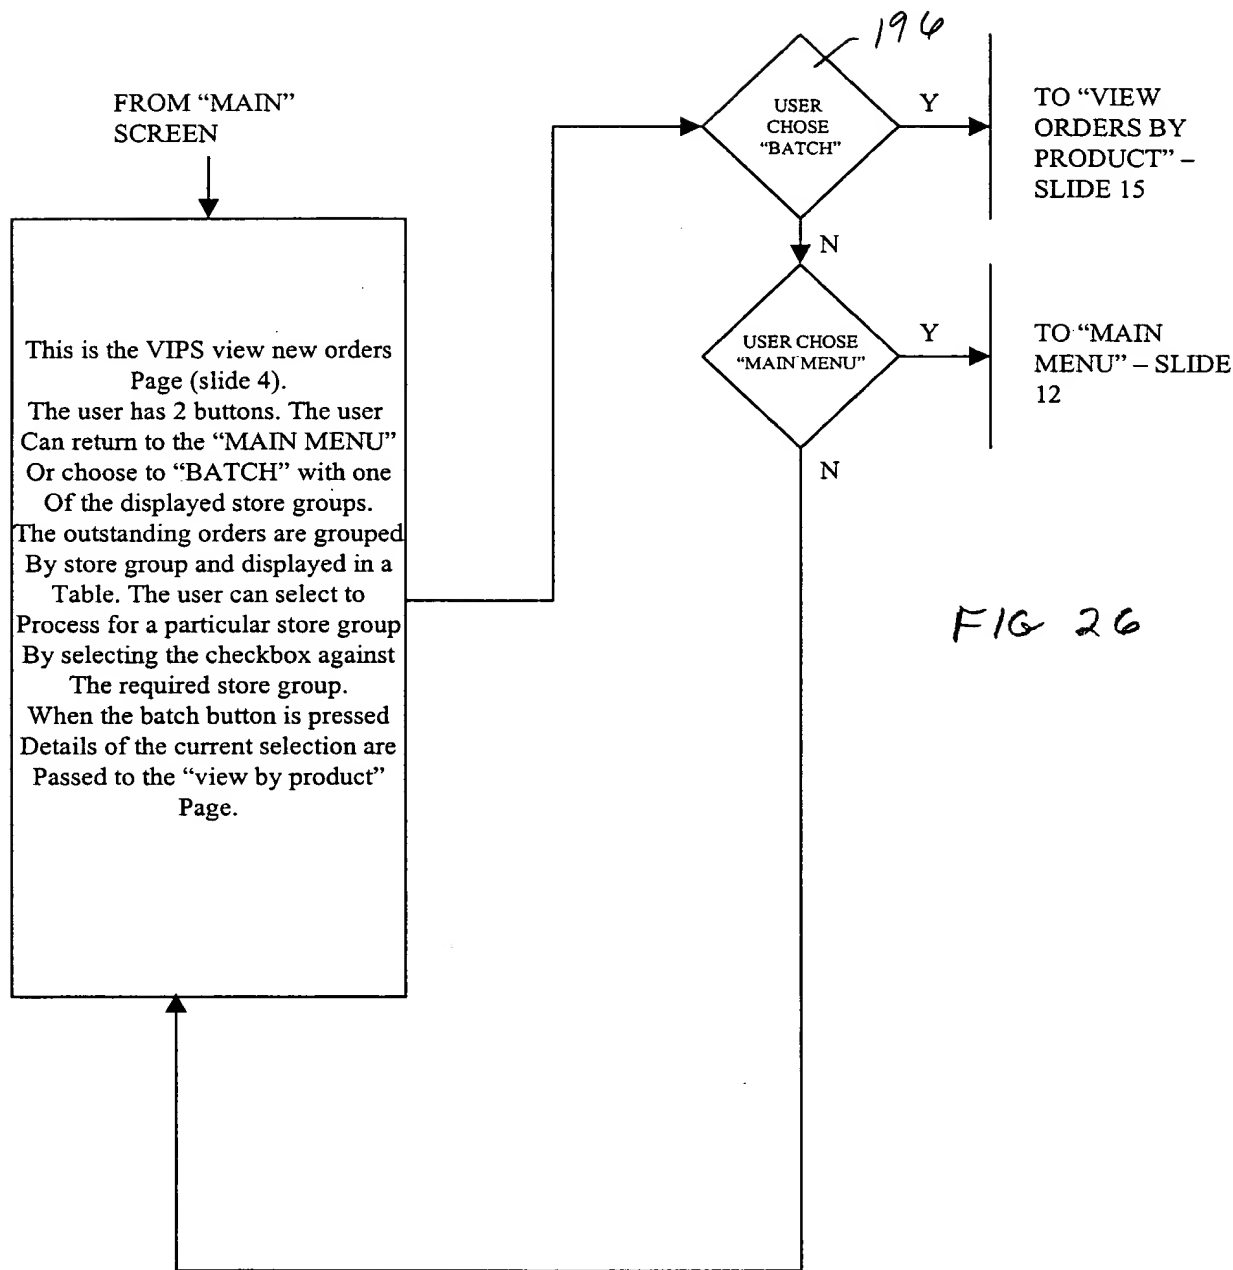 196
FROM “MAIN”
SCREEN
USER
CHOSE
“BATCH”
Y
TO “VIEW
ORDERS BY
PRODUCT” –
SLIDE 15
N
USER CHOSE
“MAIN MENU”
Y
TO “MAIN
MENU” – SLIDE
12
N
This is the VIPS view new orders
Page (slide 4).
The user has 2 buttons. The user
Can return to the “MAIN MENU”
Or choose to “BATCH” with one
Of the displayed store groups.
The outstanding orders are grouped
By store group and displayed in a
Table. The user can select to
Process for a particular store group
By selecting the checkbox against
The required store group.
When the batch button is pressed
Details of the current selection are
Passed to the “view by product”
Page.
FIG 26